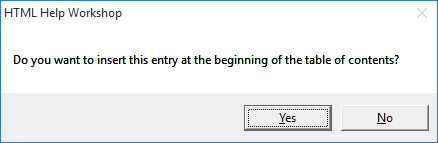 HTML Help Workshop
Do you want to insert this entry at the beginning of the table of contents?
Yes
No